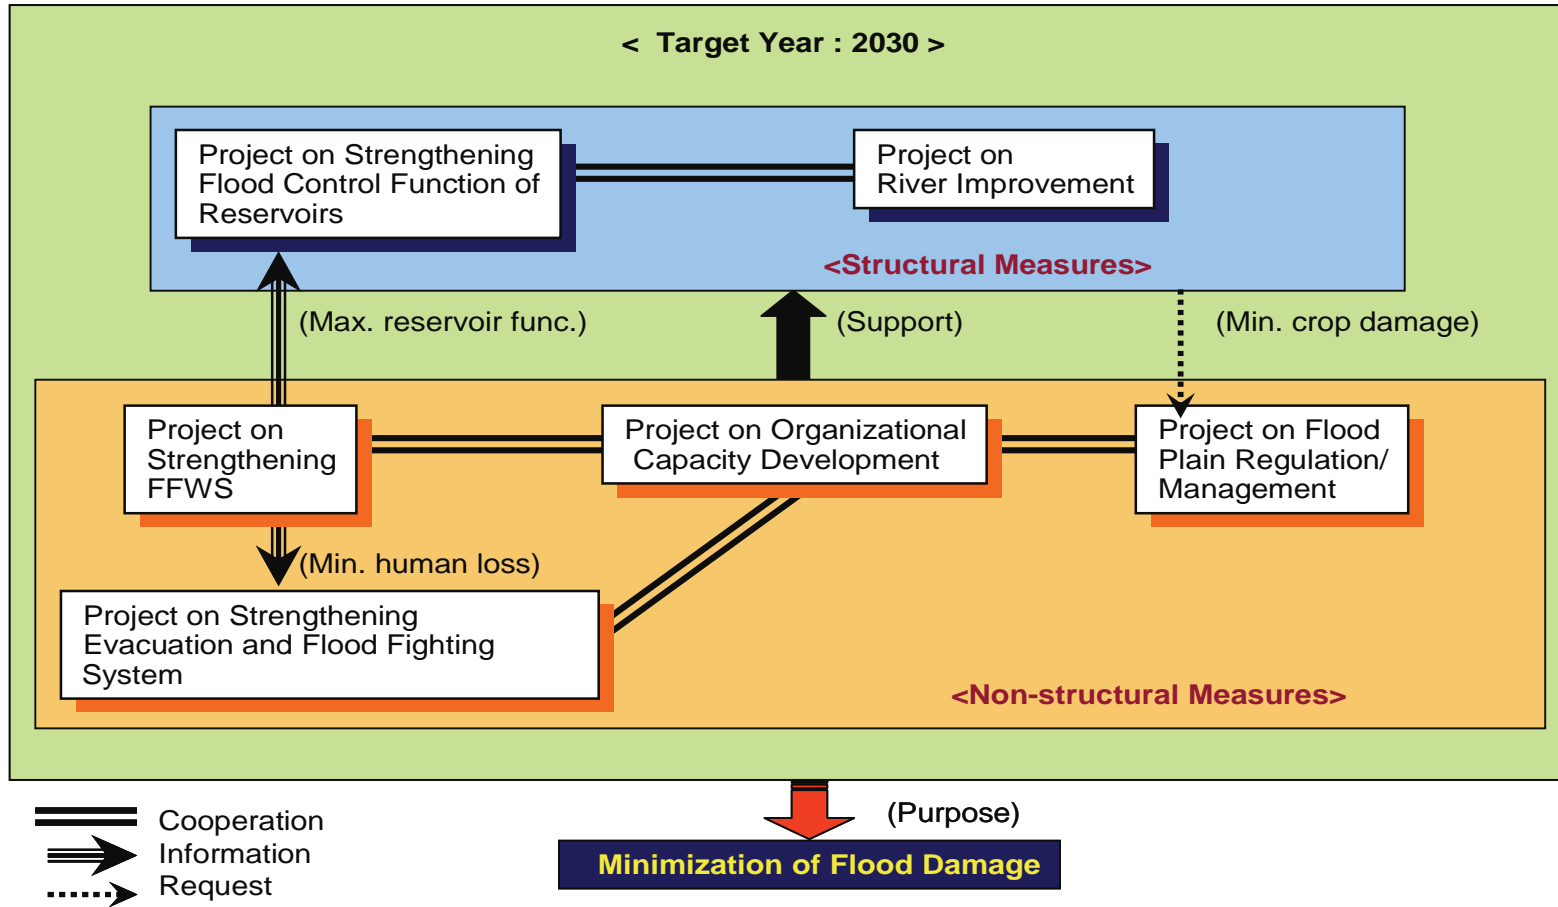 < Target Year : 2030 >
Project on Strengthening
Flood Control Function of
Reservoirs
Project on
River Improvement
<Structural Measures>
(Max. reservoir func.)
(Support)
(Min. crop damage)
Project on
Strengthening
FFWS
Project on Organizational
Capacity Development
Project on Flood
Plain Regulation/
Management
(Min. human loss)
Project on Strengthening
Evacuation and Flood Fighting
System
<Non-structural Measures>
Cooperation
Information
Request
(Purpose)
Minimization of Flood Damage